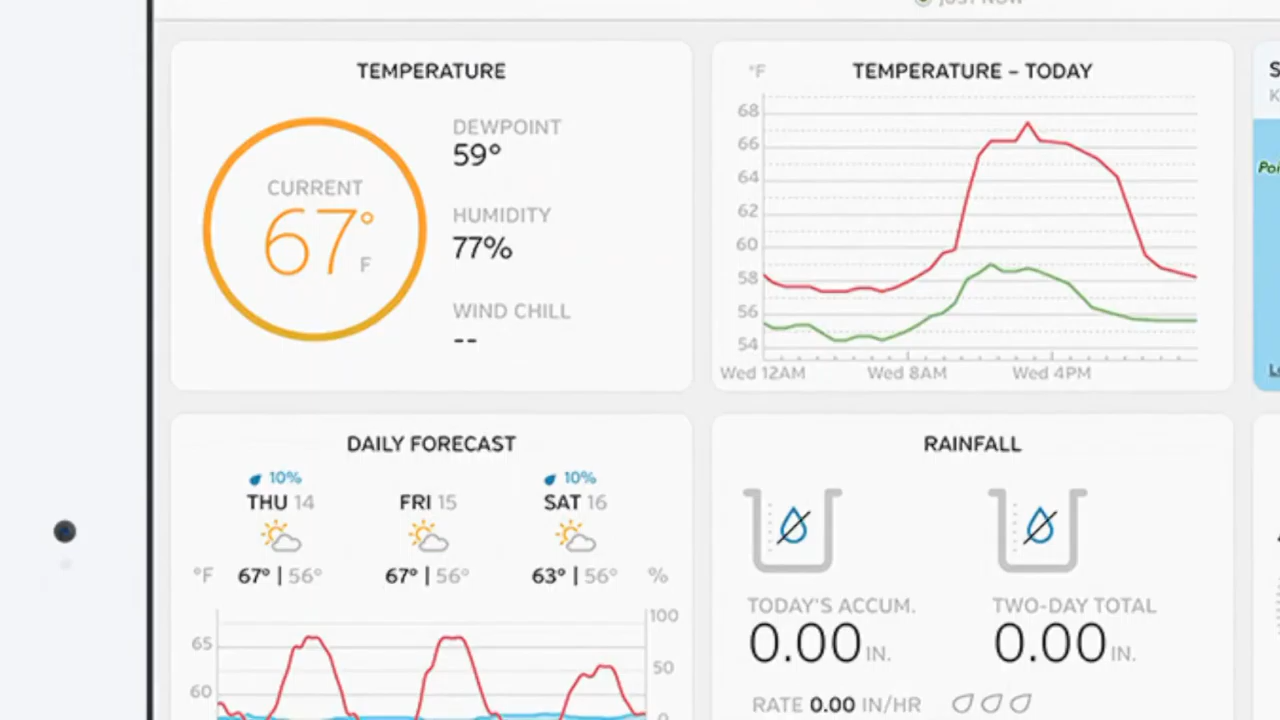 JUST NOW
TEMPERATURE
DEWPOINT
59°
CURRENT
67°
F
HUMIDITY
77%
WIND CHILL
--
°F
TEMPERATURE – TODAY
68
66
64
62
60
58
56
54
Wed 12AM
Wed 8AM
Wed 4PM
DAILY FORECAST
10%
10%
THU 14
FRI 15
SAT 16
°F
67° | 56°
67° | 56°
63° | 56°
%
65
60
100
50
0
RAINFALL
TODAY'S ACCUM.
TWO-DAY TOTAL
0.00 IN.
0.00 IN.
RATE 0.00 IN/HR